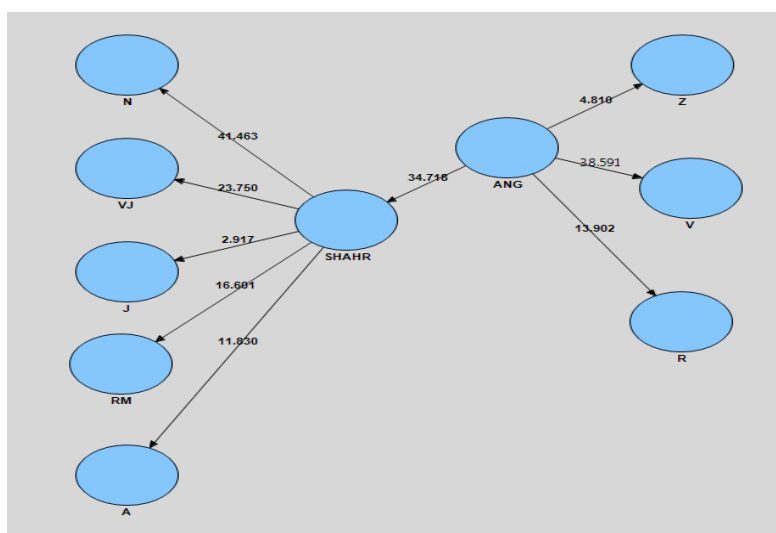 N
41.463
VJ
23.750
J
2.917
RM
16.601
A
11.830
SHAHR
34.718
ANG
4.810
Z
38.591
V
13.902
R